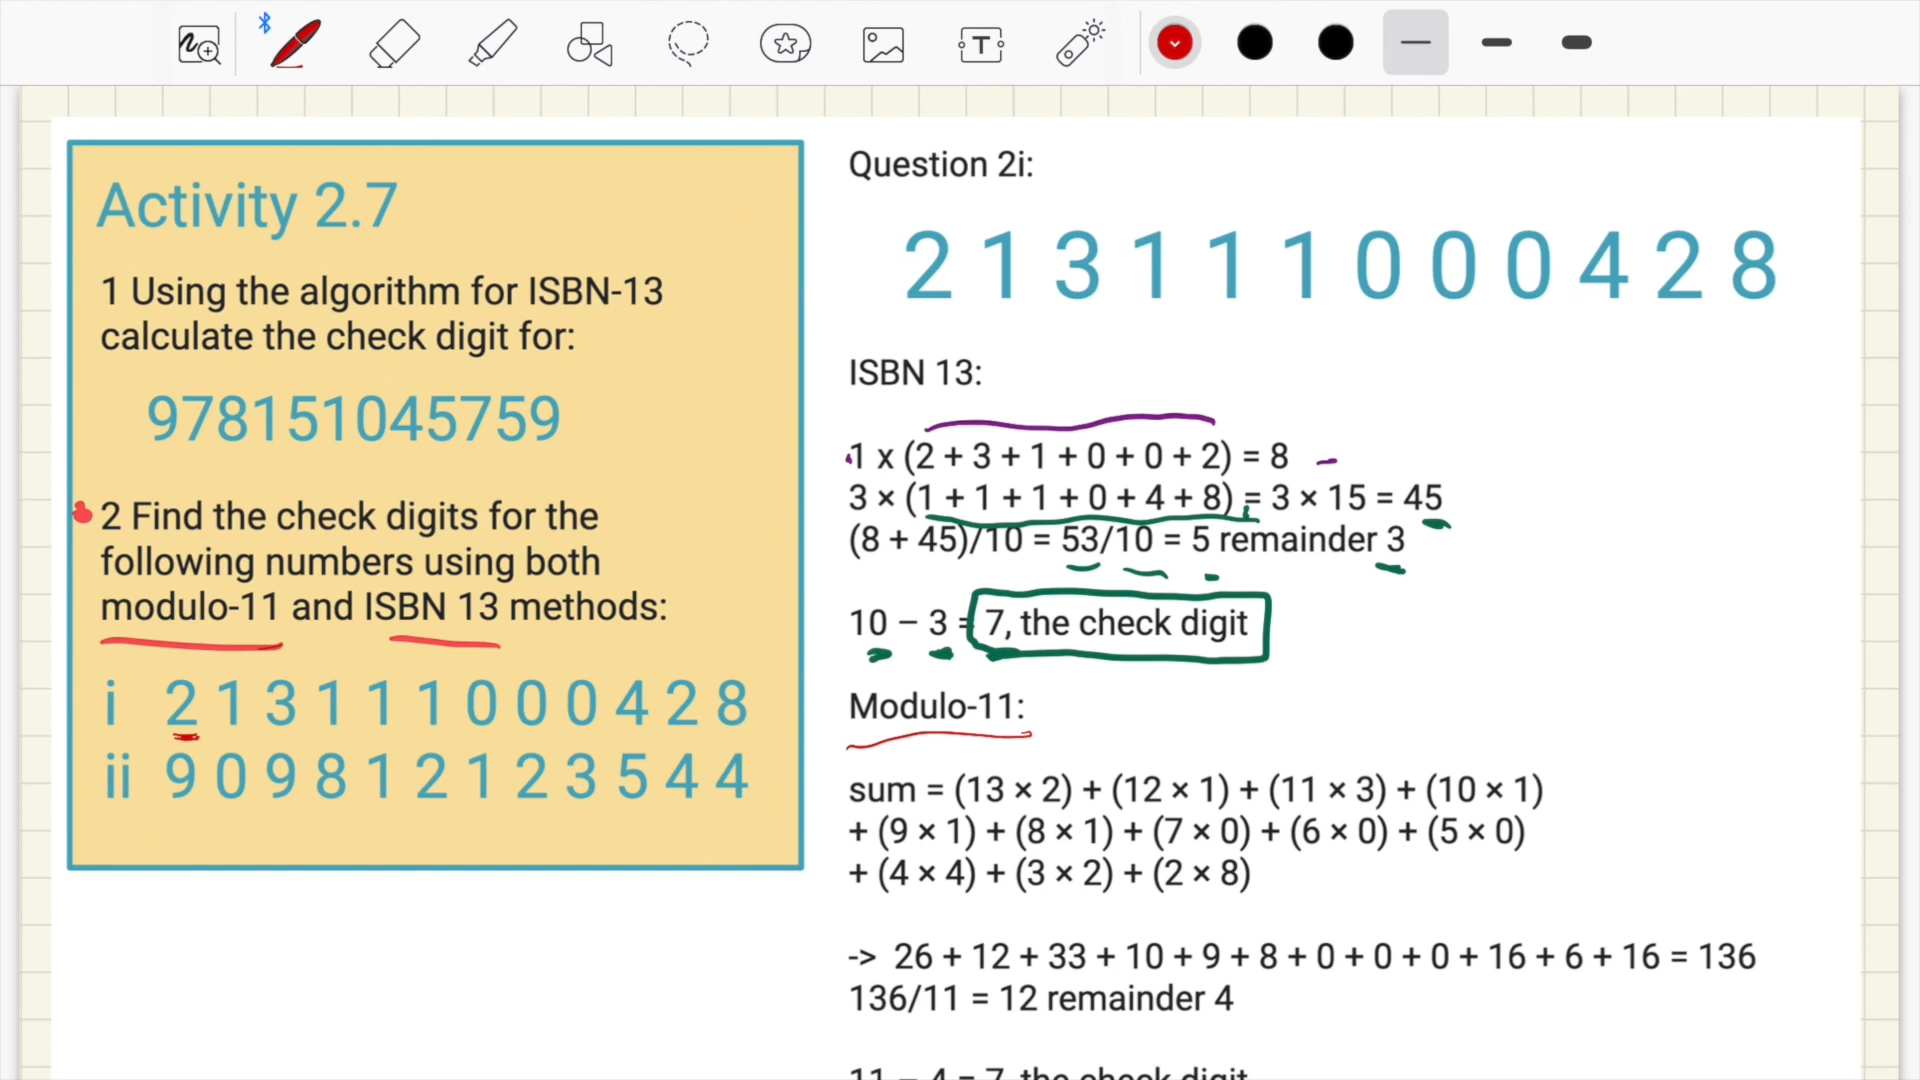 Activity 2.7
1 Using the algorithm for ISBN-13
calculate the check digit for:
978151045759
2 Find the check digits for the
following numbers using both
modulo-11 and ISBN 13 methods:
i 2 1 3 1 1 1 0 0 0 4 2 8
ii 9 0 9 8 1 2 1 2 3 5 4 4
Question 2i:
2 1 3 1 1 1 0 0 0 4 2 8
ISBN 13:
1 x (2 + 3 + 1 + 0 + 0 + 2) = 8
3 × (1 + 1 + 1 + 0 + 4 + 8) = 3 × 15 = 45
(8 + 45)/10 = 53/10 = 5 remainder 3
10 – 3 = 7, the check digit
Modulo-11:
sum = (13 × 2) + (12 × 1) + (11 × 3) + (10 × 1)
+ (9 × 1) + (8 × 1) + (7 × 0) + (6 × 0) + (5 × 0)
+ (4 × 4) + (3 × 2) + (2 × 8)
-> 26 + 12 + 33 + 10 + 9 + 8 + 0 + 0 + 0 + 16 + 6 + 16 = 136
136/11 = 12 remainder 4
11 – 4 = 7, the check digit